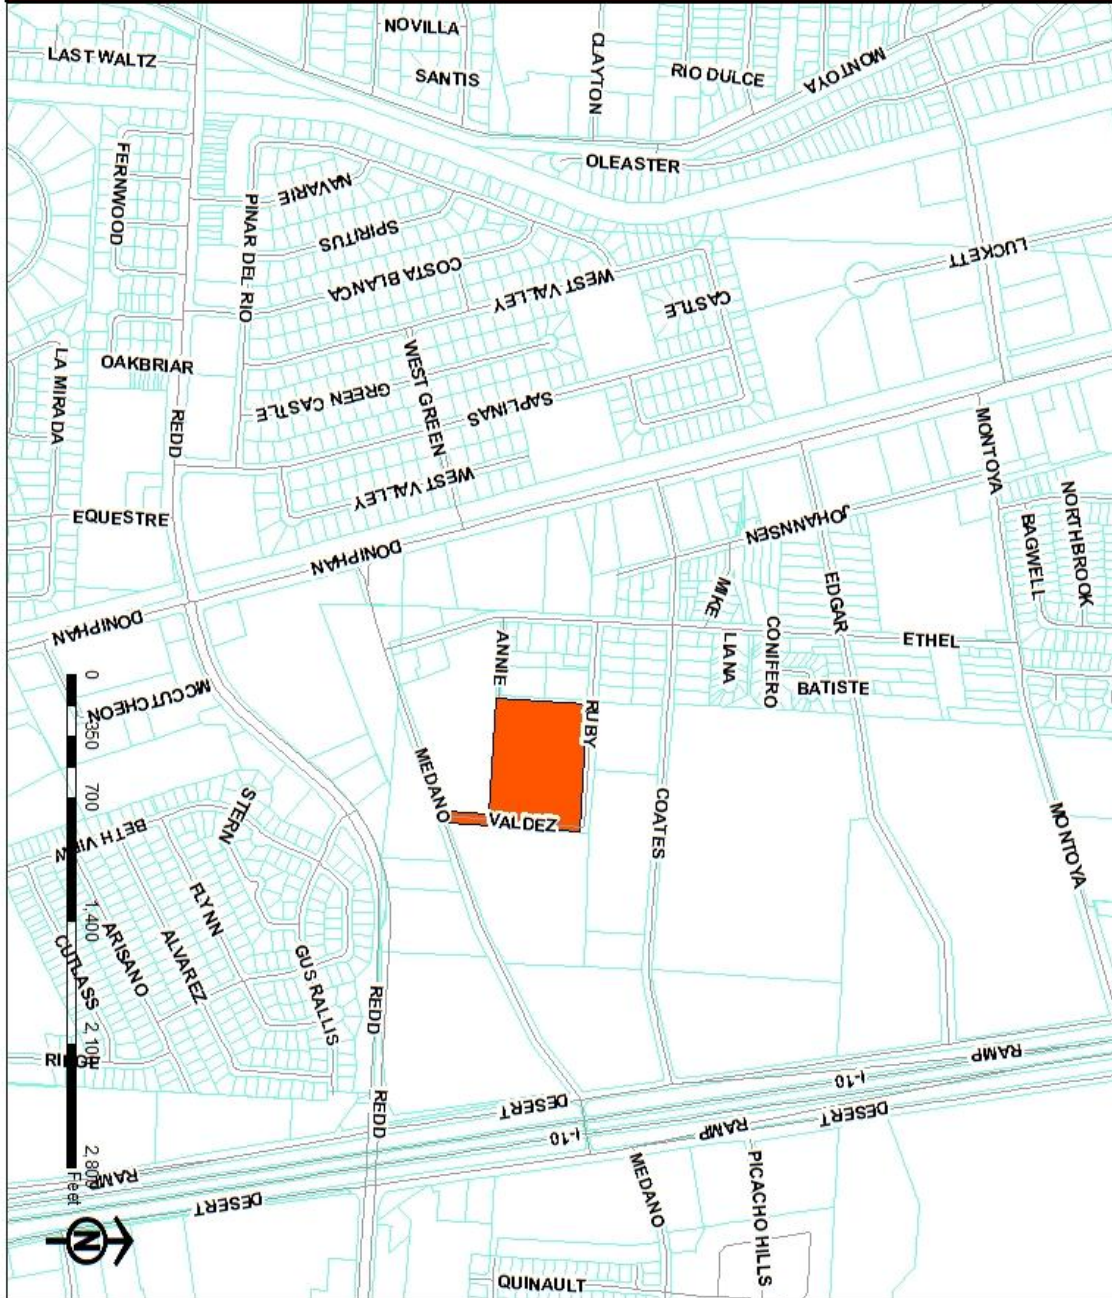 NOVILLA
LAST WALTZ
SANTIS
CLAYTON
RIO DULCE
MONTOYA
OLEASTER
FERNWOOD
NAVARIE
PINAR DEL RIO
SPIRITUS
LUCKETT
COSTA BLANCA
WEST VALLEY
CASTLE
OAKBRIAR
LA MIRADA
WEST GREEN
GREEN CASTLE
SAPLINAS
REDD
MONTOYA
WEST VALLEY
EQUESTRE
NORTHBROOK
BAGWELL
JOHANNSEN
DONIPHAN
EDGAR
MIKE
DONIPHAN
ANNIE
LIANA
CONIFERO
ETHEL
BATISTE
MCCUTCHEON
RUBY
MEDANO
VALDEZ
COATES
STERN
BETH VIEW
MONTOYA
FLYNN
ARISANO
ALVAREZ
CUTLASS
GUS RALLIS
REDD
RAMP
I-10
REDD
DESERT
DESERT
RAMP
I-10
RAMP
DESERT
MEDANO
PICACHO HILLS
QUINAULT
0
350
700
1,400
2,100
2,800
Feet
N